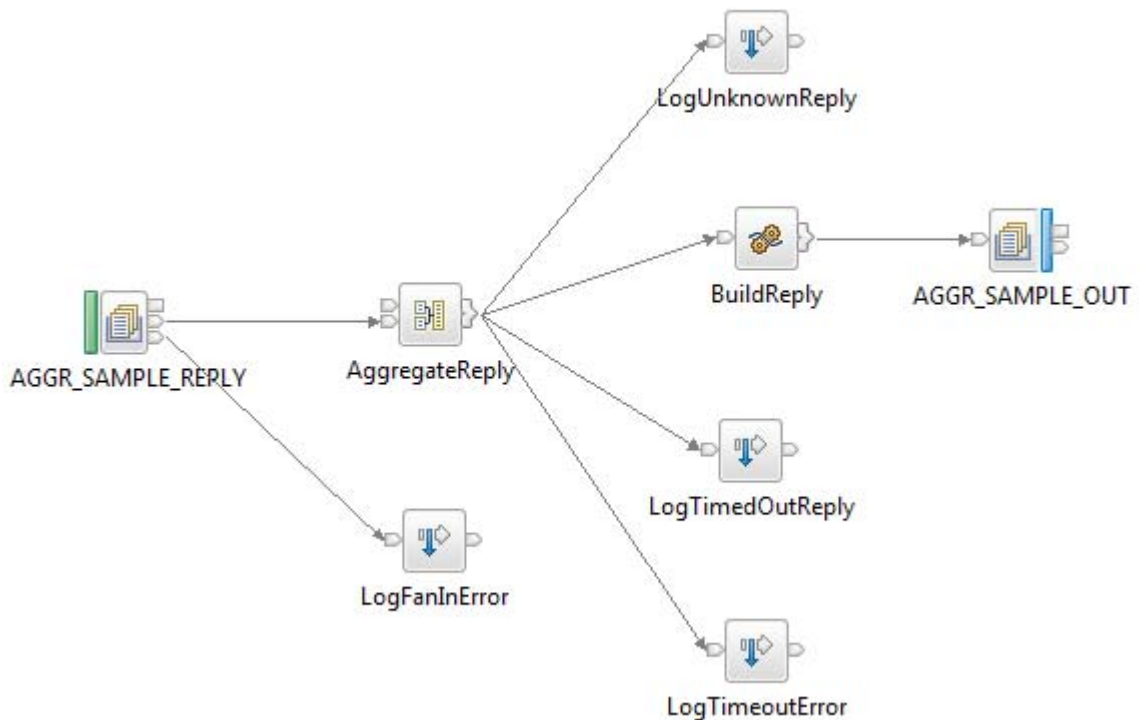 LogUnknownReply
BuildReply
AGGR_SAMPLE_OUT
AGGR_SAMPLE_REPLY
AggregateReply
LogTimedOutReply
LogFanInError
LogTimeoutError